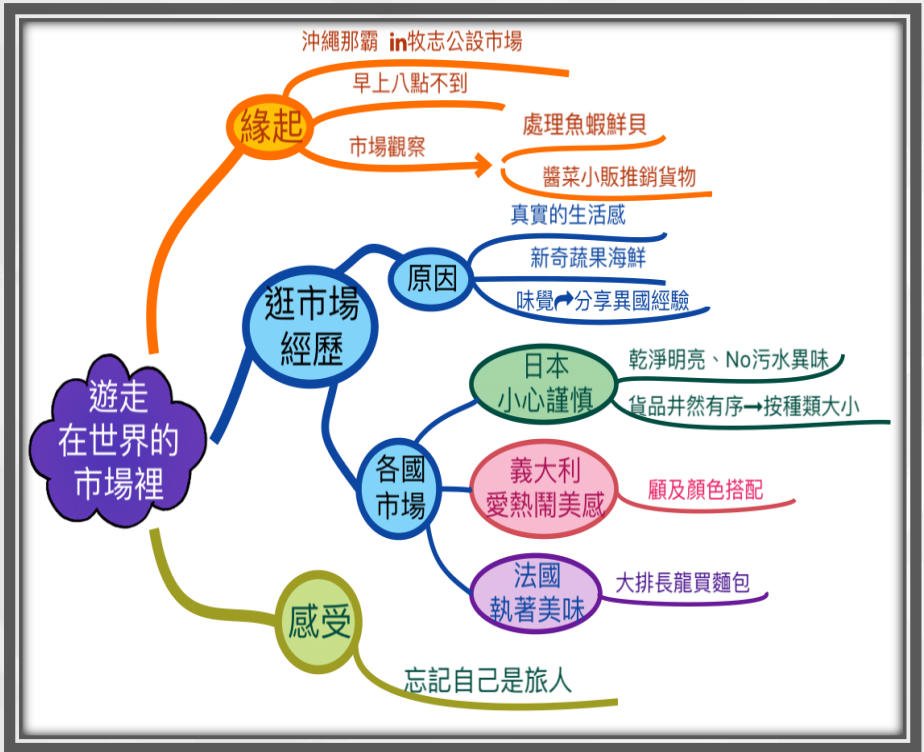 沖繩那霸 in牧志公設市場
早上八點不到
緣起
市場觀察
處理魚蝦鮮貝
醬菜小販推銷貨物
逛市場
經歷
原因
真實的生活感
新奇蔬果海鮮
味覺➦分享異國經驗
遊走
在世界的
市場裡
各國
市場
日本
小心謹慎
乾淨明亮、No污水異味
貨品井然有序→按種類大小
義大利
愛熱鬧美感
顧及顏色搭配
法國
執著美味
大排長龍買麵包
感受
忘記自己是旅人